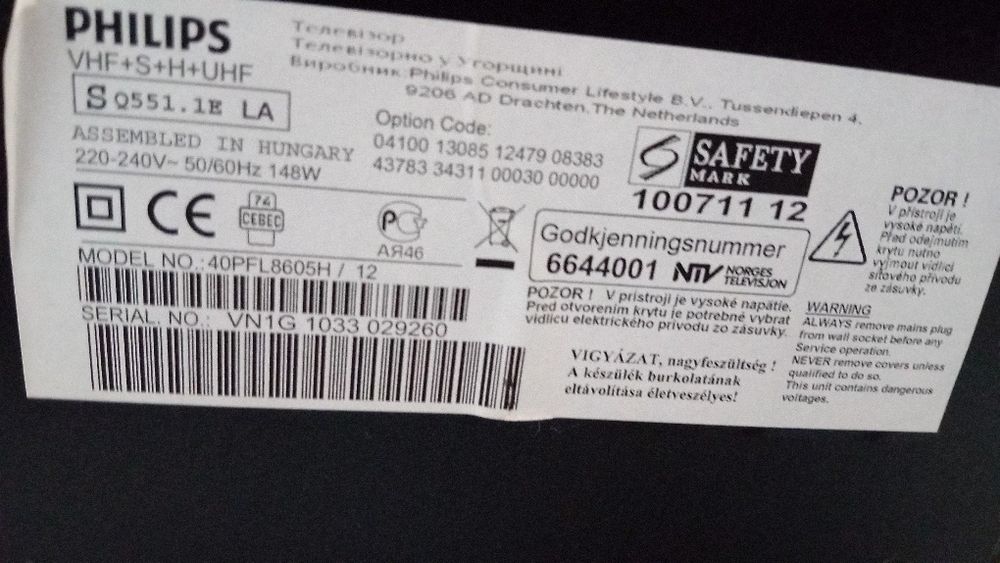 PHILIPS
VHF+S+H+UHF
S Q551.1E LA
ASSEMBLED IN HUNGARY
220-240V~ 50/60Hz 148W
Телевізор
Телевізорно у Угорщині
Виробник Philips Consumer Lifestyle B.V., Tussendiepen 4,
9206 AD Drachten, The Netherlands
Option Code:
04100 13085 12479 08383
43783 34311 00030 00000
SAFETY
MARK
100711 12
CE
74
CEBEC
РС
АЯ46
Godkjenningsnummer
6644001 NTV NORGES
TELEVISJON
POZOR !
V přístroji je
vysoké napětí.
Před odejmutím
krytu nutno
vyjmout vidlici
síťového přívodu
ze zásuvky.
MODEL NO.:40PFL8605H / 12
SERIAL. NO.: VN1G 1033 029260
POZOR ! V prístroji je vysoké napätie.
Pred otvorením krytu je potrebné vybrat
vidlicu elektrického prívodu zo zásuvky.
VIGYÁZAT, nagyfeszültség !
A készülék burkolatának
eltávolítása életveszélyes!
WARNING
ALWAYS remove mains plug
from wall socket before any
Service operation.
NEVER remove covers unless
qualified to do so.
This unit contains dangerous
voltages.